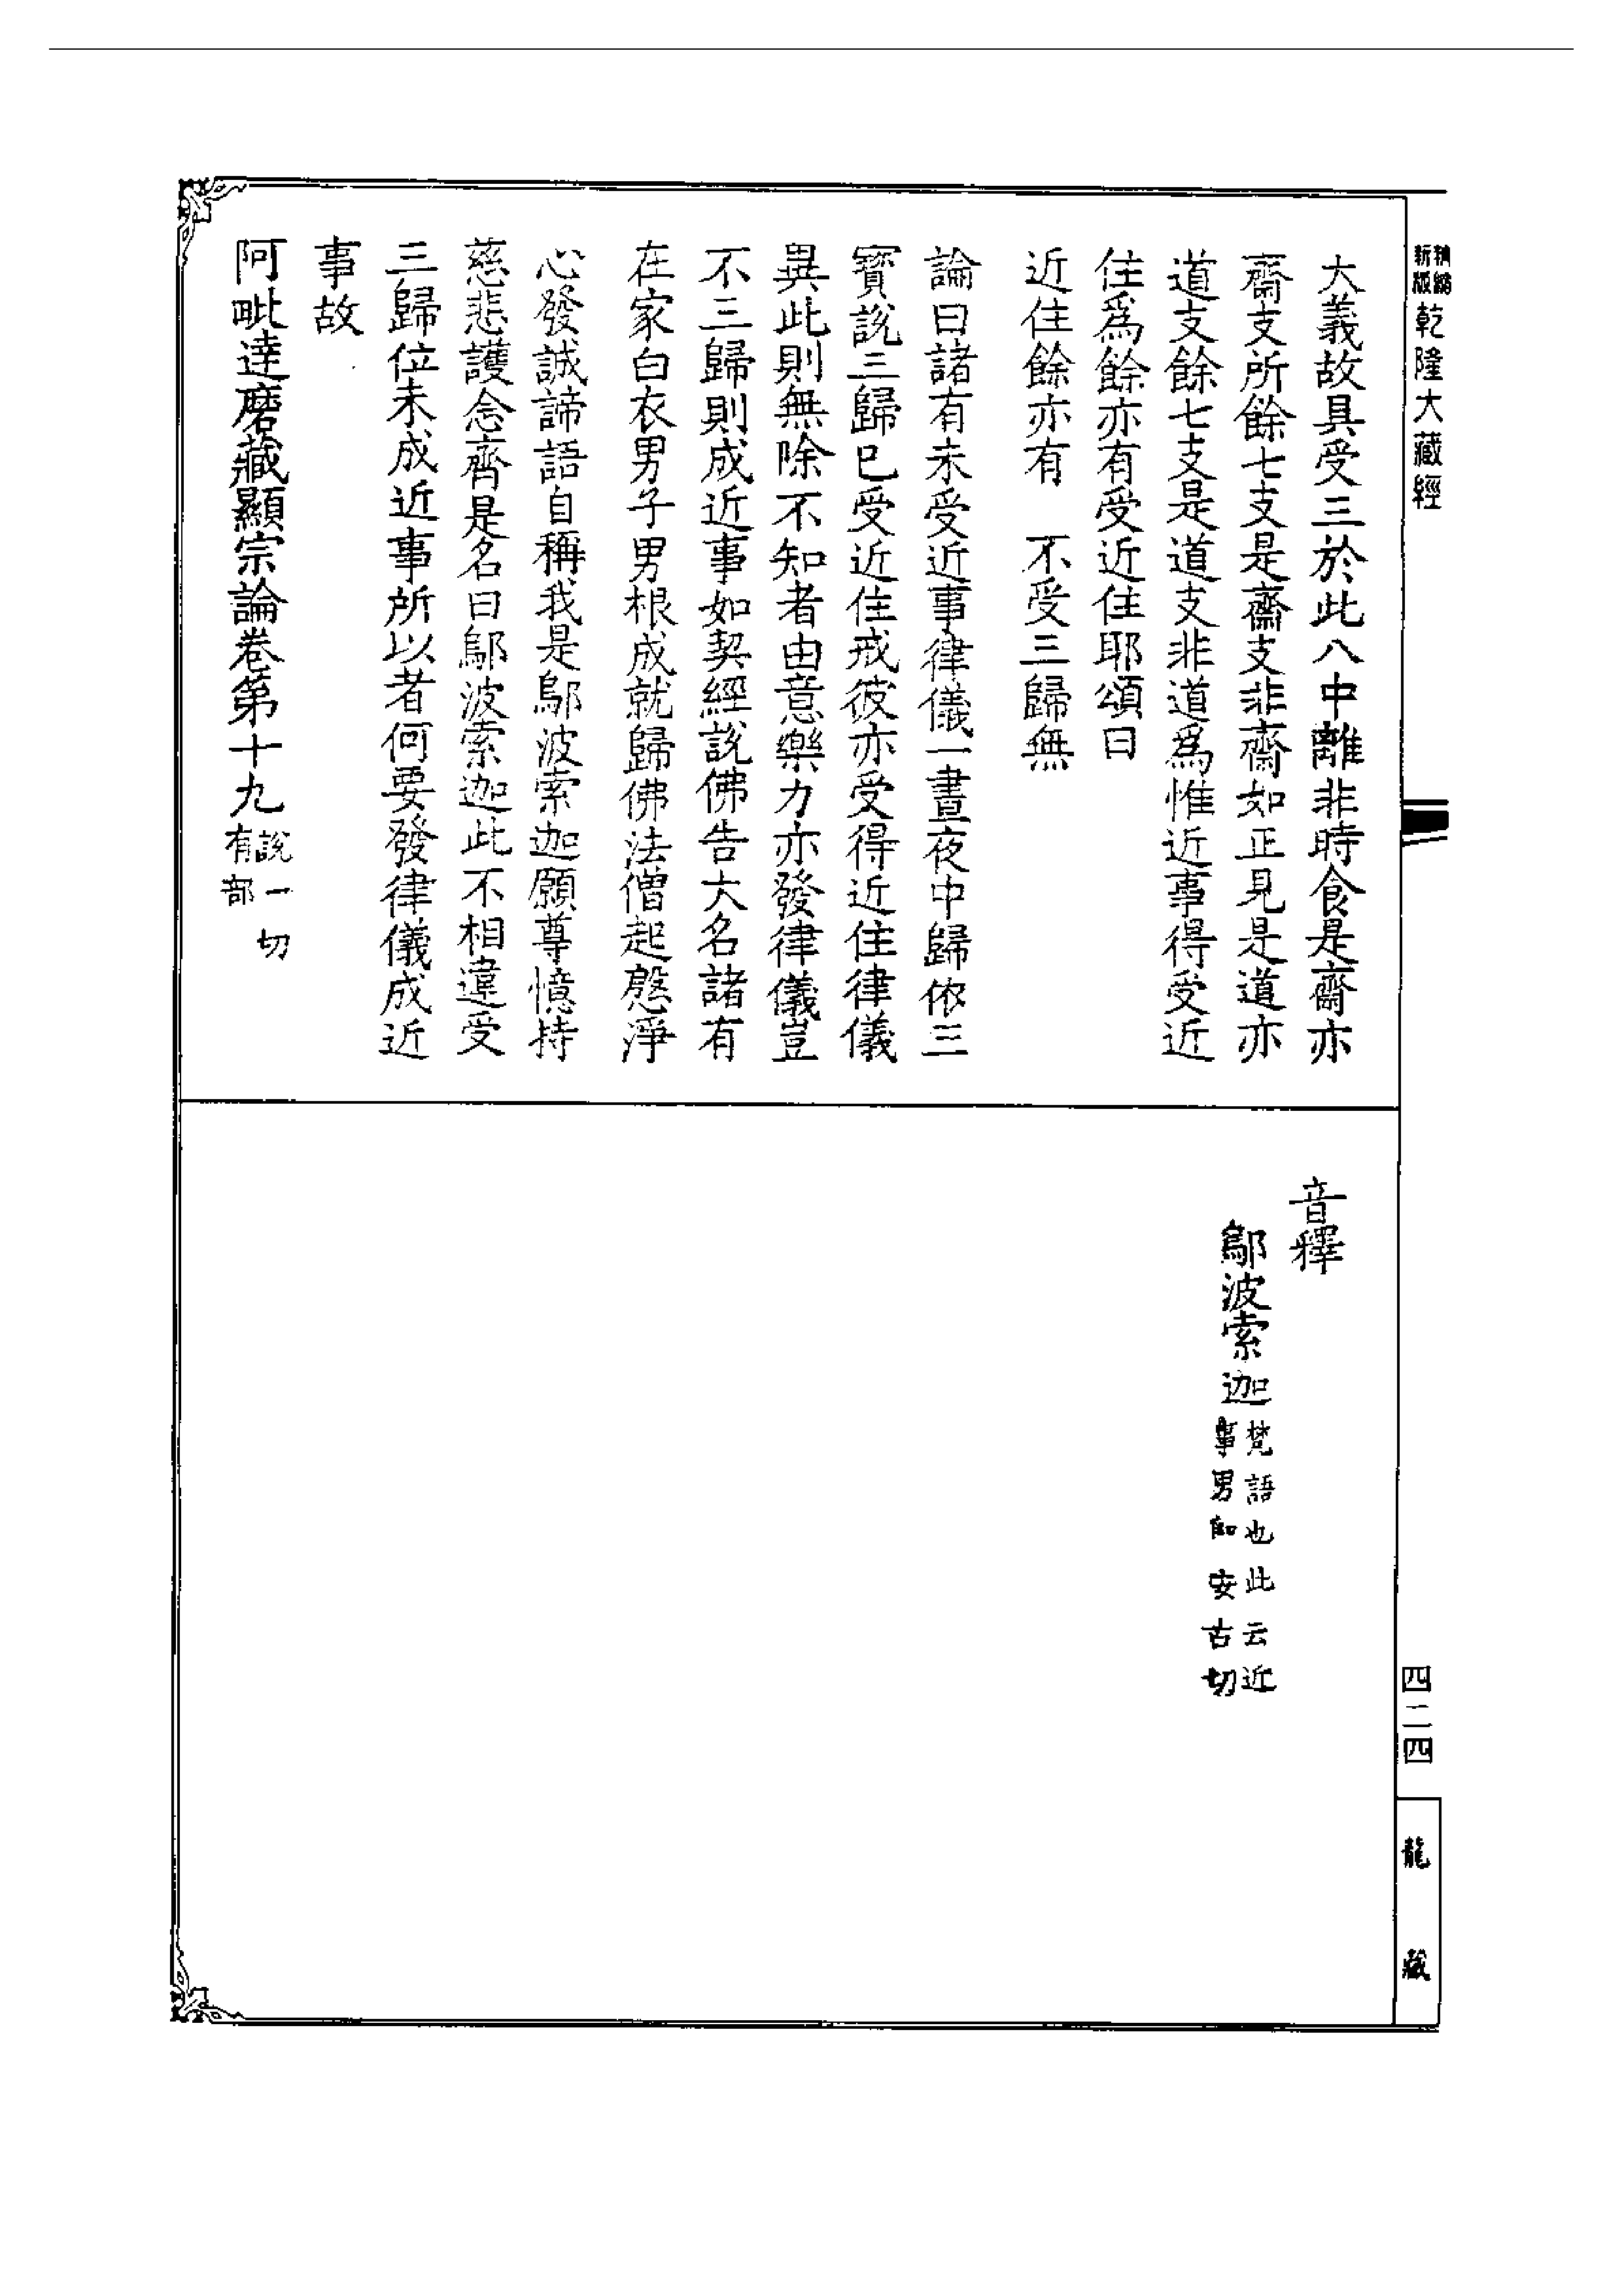 新版精縮乾隆大藏經
大義故具受三於此八中離非時食是齋亦
齋支所餘七支是齋支非齋如正見是道亦
道支餘七支是道支非道為惟近事得受近
住為餘亦有受近住耶頌曰
近住餘亦有　不受三歸無
論曰諸有未受近事律儀一晝夜中歸依三
寶說三歸已受近住戒彼亦受得近住律儀
異此則無除不知者由意樂力亦發律儀豈
不三歸則成近事如契經說佛告大名諸有
在家白衣男子男根成就歸佛法僧起慇淨
心發誠諦語自稱我是鄔波索迦願尊憶持
慈悲護念齊是名曰鄔波索迦此不相違受
三歸位未成近事所以者何要發律儀成近
事故
阿毗達磨藏顯宗論卷第十九說一切有部
音釋
鄔波索迦梵語也此云近事男鄔安古切
四二四
龍藏